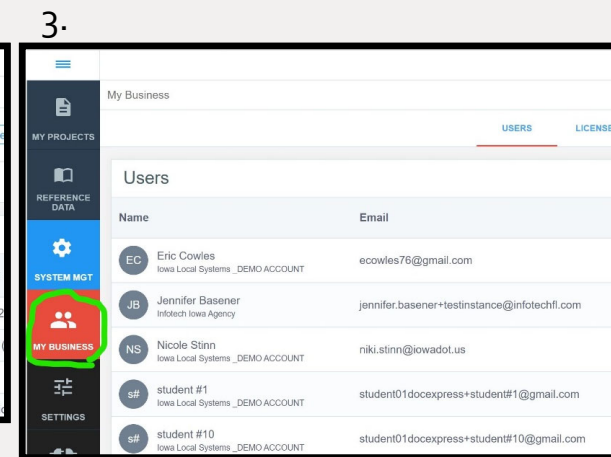 3.
My Business
MY PROJECTS
USERS
LICENSE
REFERENCE
DATA
Users
Name
Email
SYSTEM MGT
EC
Eric Cowles
Iowa Local Systems _DEMO ACCOUNT
ecowles76@gmail.com
JB
Jennifer Basener
Infotech Iowa Agency
jennifer.basener+testinstance@infotechfl.com
MY BUSINESS
NS
Nicole Stinn
Iowa Local Systems _DEMO ACCOUNT
niki.stinn@iowadot.us
SETTINGS
s#
student #1
Iowa Local Systems _DEMO ACCOUNT
student01docexpress+student#1@gmail.com
s#
student #10
Iowa Local Systems _DEMO ACCOUNT
student01docexpress+student#10@gmail.com